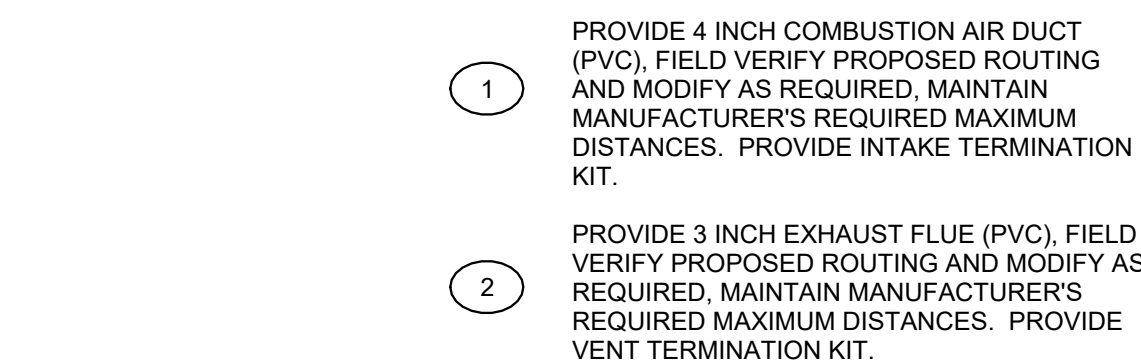 1
PROVIDE 4 INCH COMBUSTION AIR DUCT
(PVC), FIELD VERIFY PROPOSED ROUTING
AND MODIFY AS REQUIRED, MAINTAIN
MANUFACTURER'S REQUIRED MAXIMUM
DISTANCES.  PROVIDE INTAKE TERMINATION
KIT.
2
PROVIDE 3 INCH EXHAUST FLUE (PVC), FIELD
VERIFY PROPOSED ROUTING AND MODIFY AS
REQUIRED, MAINTAIN MANUFACTURER'S
REQUIRED MAXIMUM DISTANCES.  PROVIDE
VENT TERMINATION KIT.